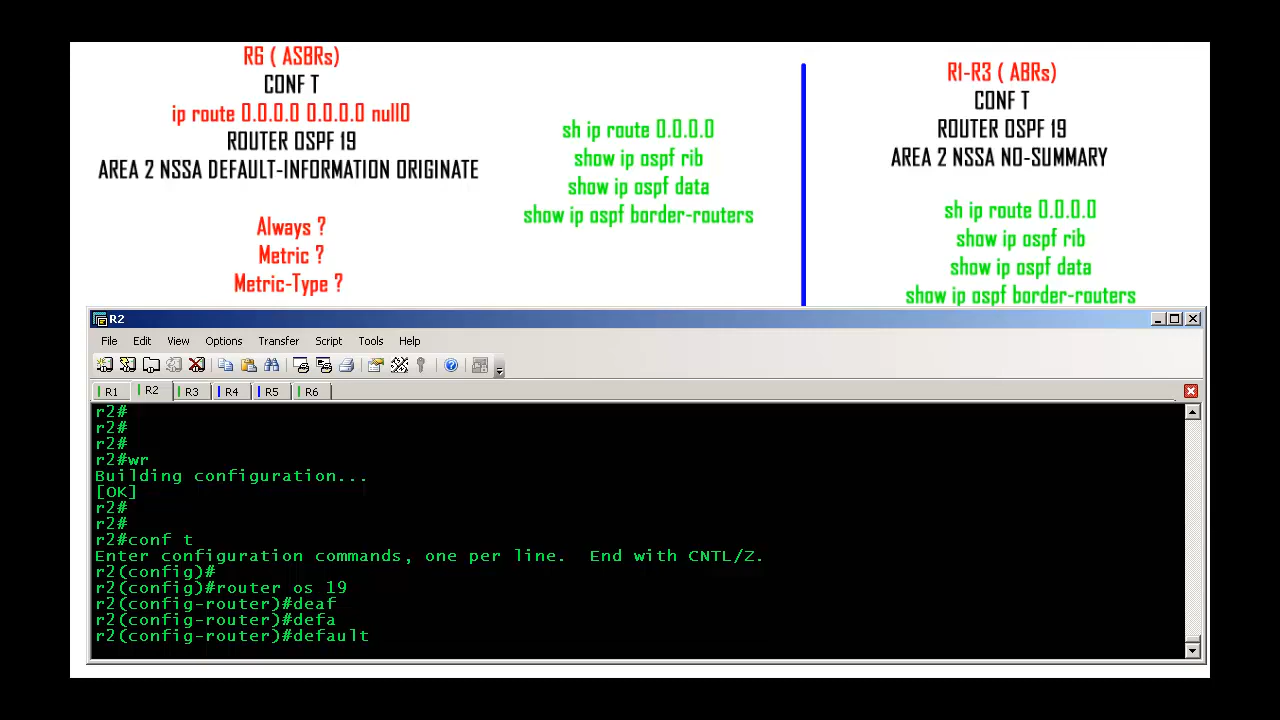 R6 ( ASBRs)
CONF T
ip route 0.0.0.0 0.0.0.0 null0
ROUTER OSPF 19
AREA 2 NSSA DEFAULT-INFORMATION ORIGINATE
Always ?
Metric ?
Metric-Type ?
sh ip route 0.0.0.0
show ip ospf rib
show ip ospf data
show ip ospf border-routers
R1-R3 ( ABRs)
CONF T
ROUTER OSPF 19
AREA 2 NSSA NO-SUMMARY
sh ip route 0.0.0.0
show ip ospf rib
show ip ospf data
show ip ospf border-routers
R2
File Edit View Options Transfer Script Tools Help
R1 R2 R3 R4 R5 R6
r2#
r2#
r2#
r2#wr
Building configuration...
[OK]
r2#
r2#
r2#conf t
Enter configuration commands, one per line.  End with CNTL/Z.
r2(config)#
r2(config)#router os 19
r2(config-router)#deaf
r2(config-router)#defa
r2(config-router)#default